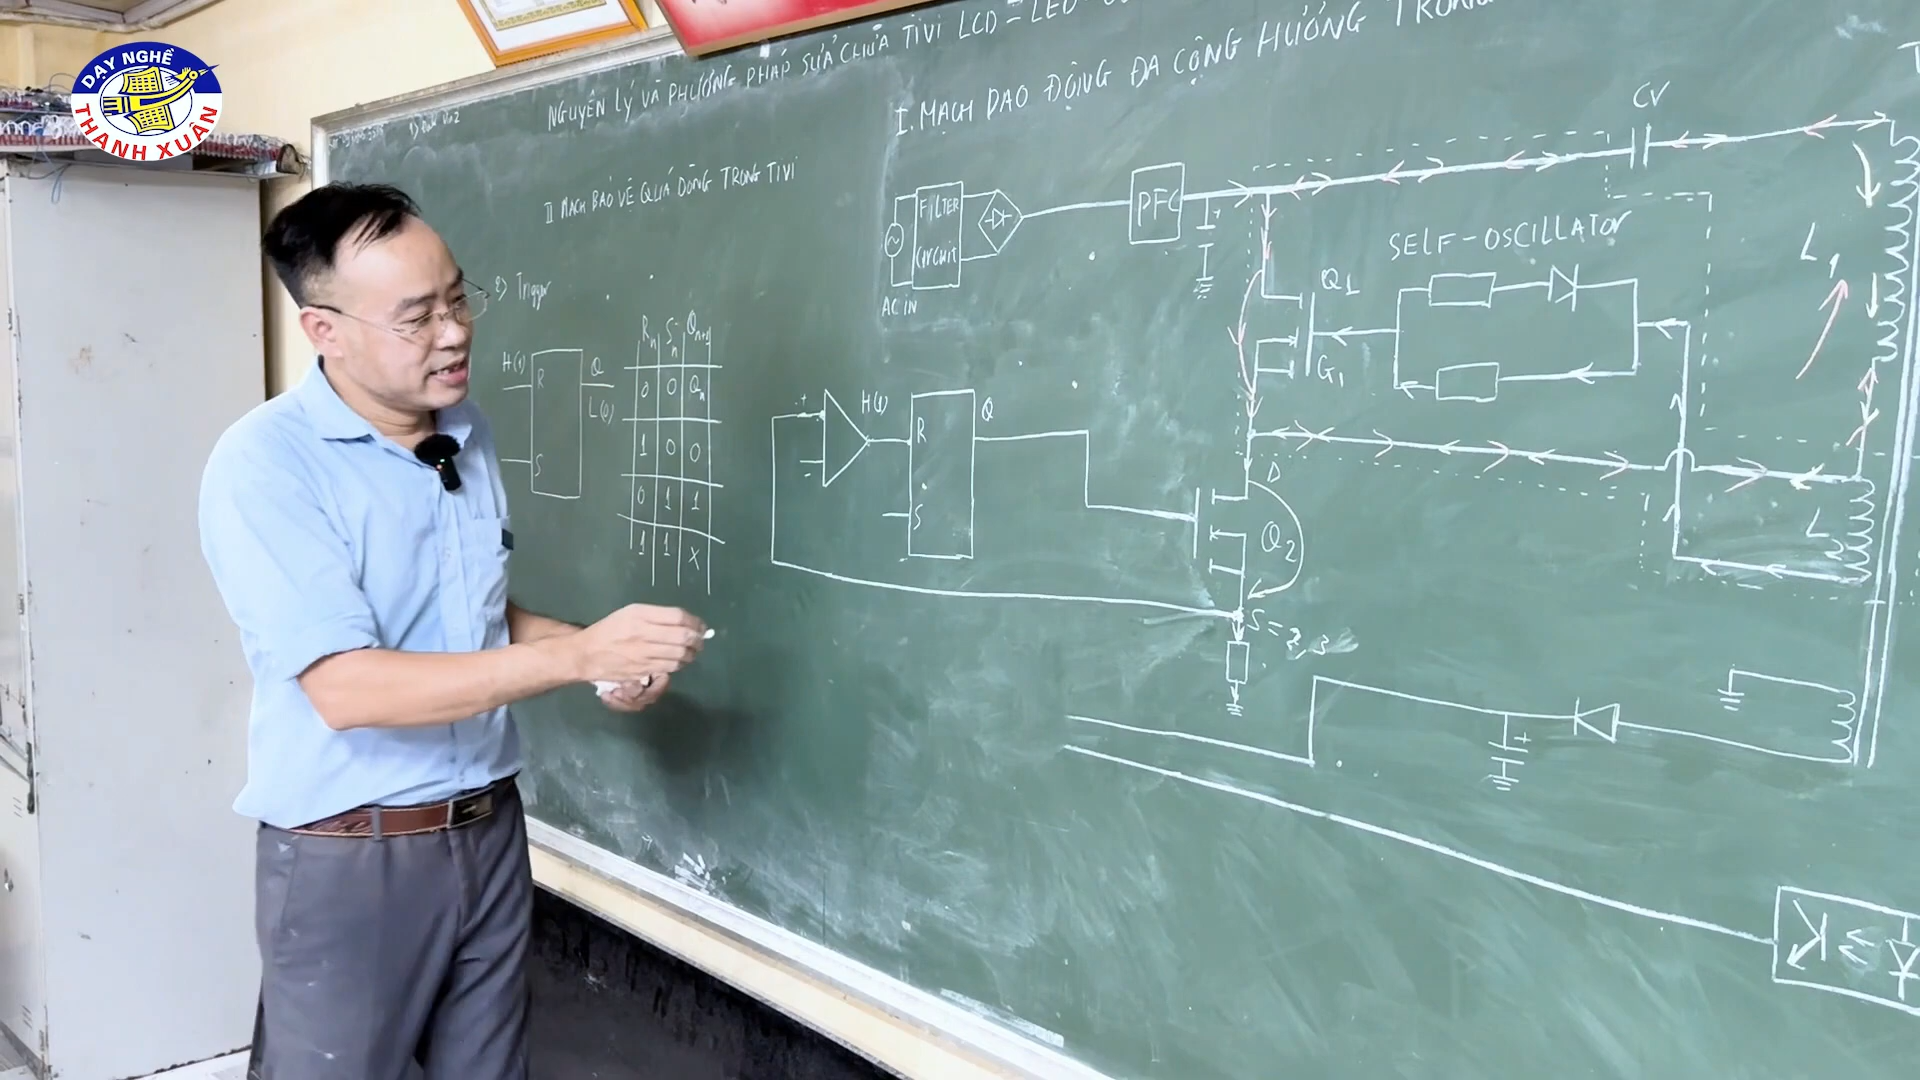 DẠY NGHỀ
THANH XUÂN
NGUYÊN LÝ VÀ PHƯƠNG PHÁP SỬA CHỮA TIVI LCD - LED
I. MẠCH DAO ĐỘNG ĐA CỘNG HƯỞNG TRONG
II MẠCH BẢO VỆ QUÁ DÒNG TRONG TIVI
2) Trigger
H(1)
R
S
Q
L(0)
Rn Sn Qn+1
0 0 Qn
1 0 0
0 1 1
1 1 X
AC IN
FILTER
CIRCUIT
PFC
+
CV
SELF-OSCILLATOR
Q1
G1
L1
L
+
H(1)
R
S
Q
D
Q2
S = 2,3
+